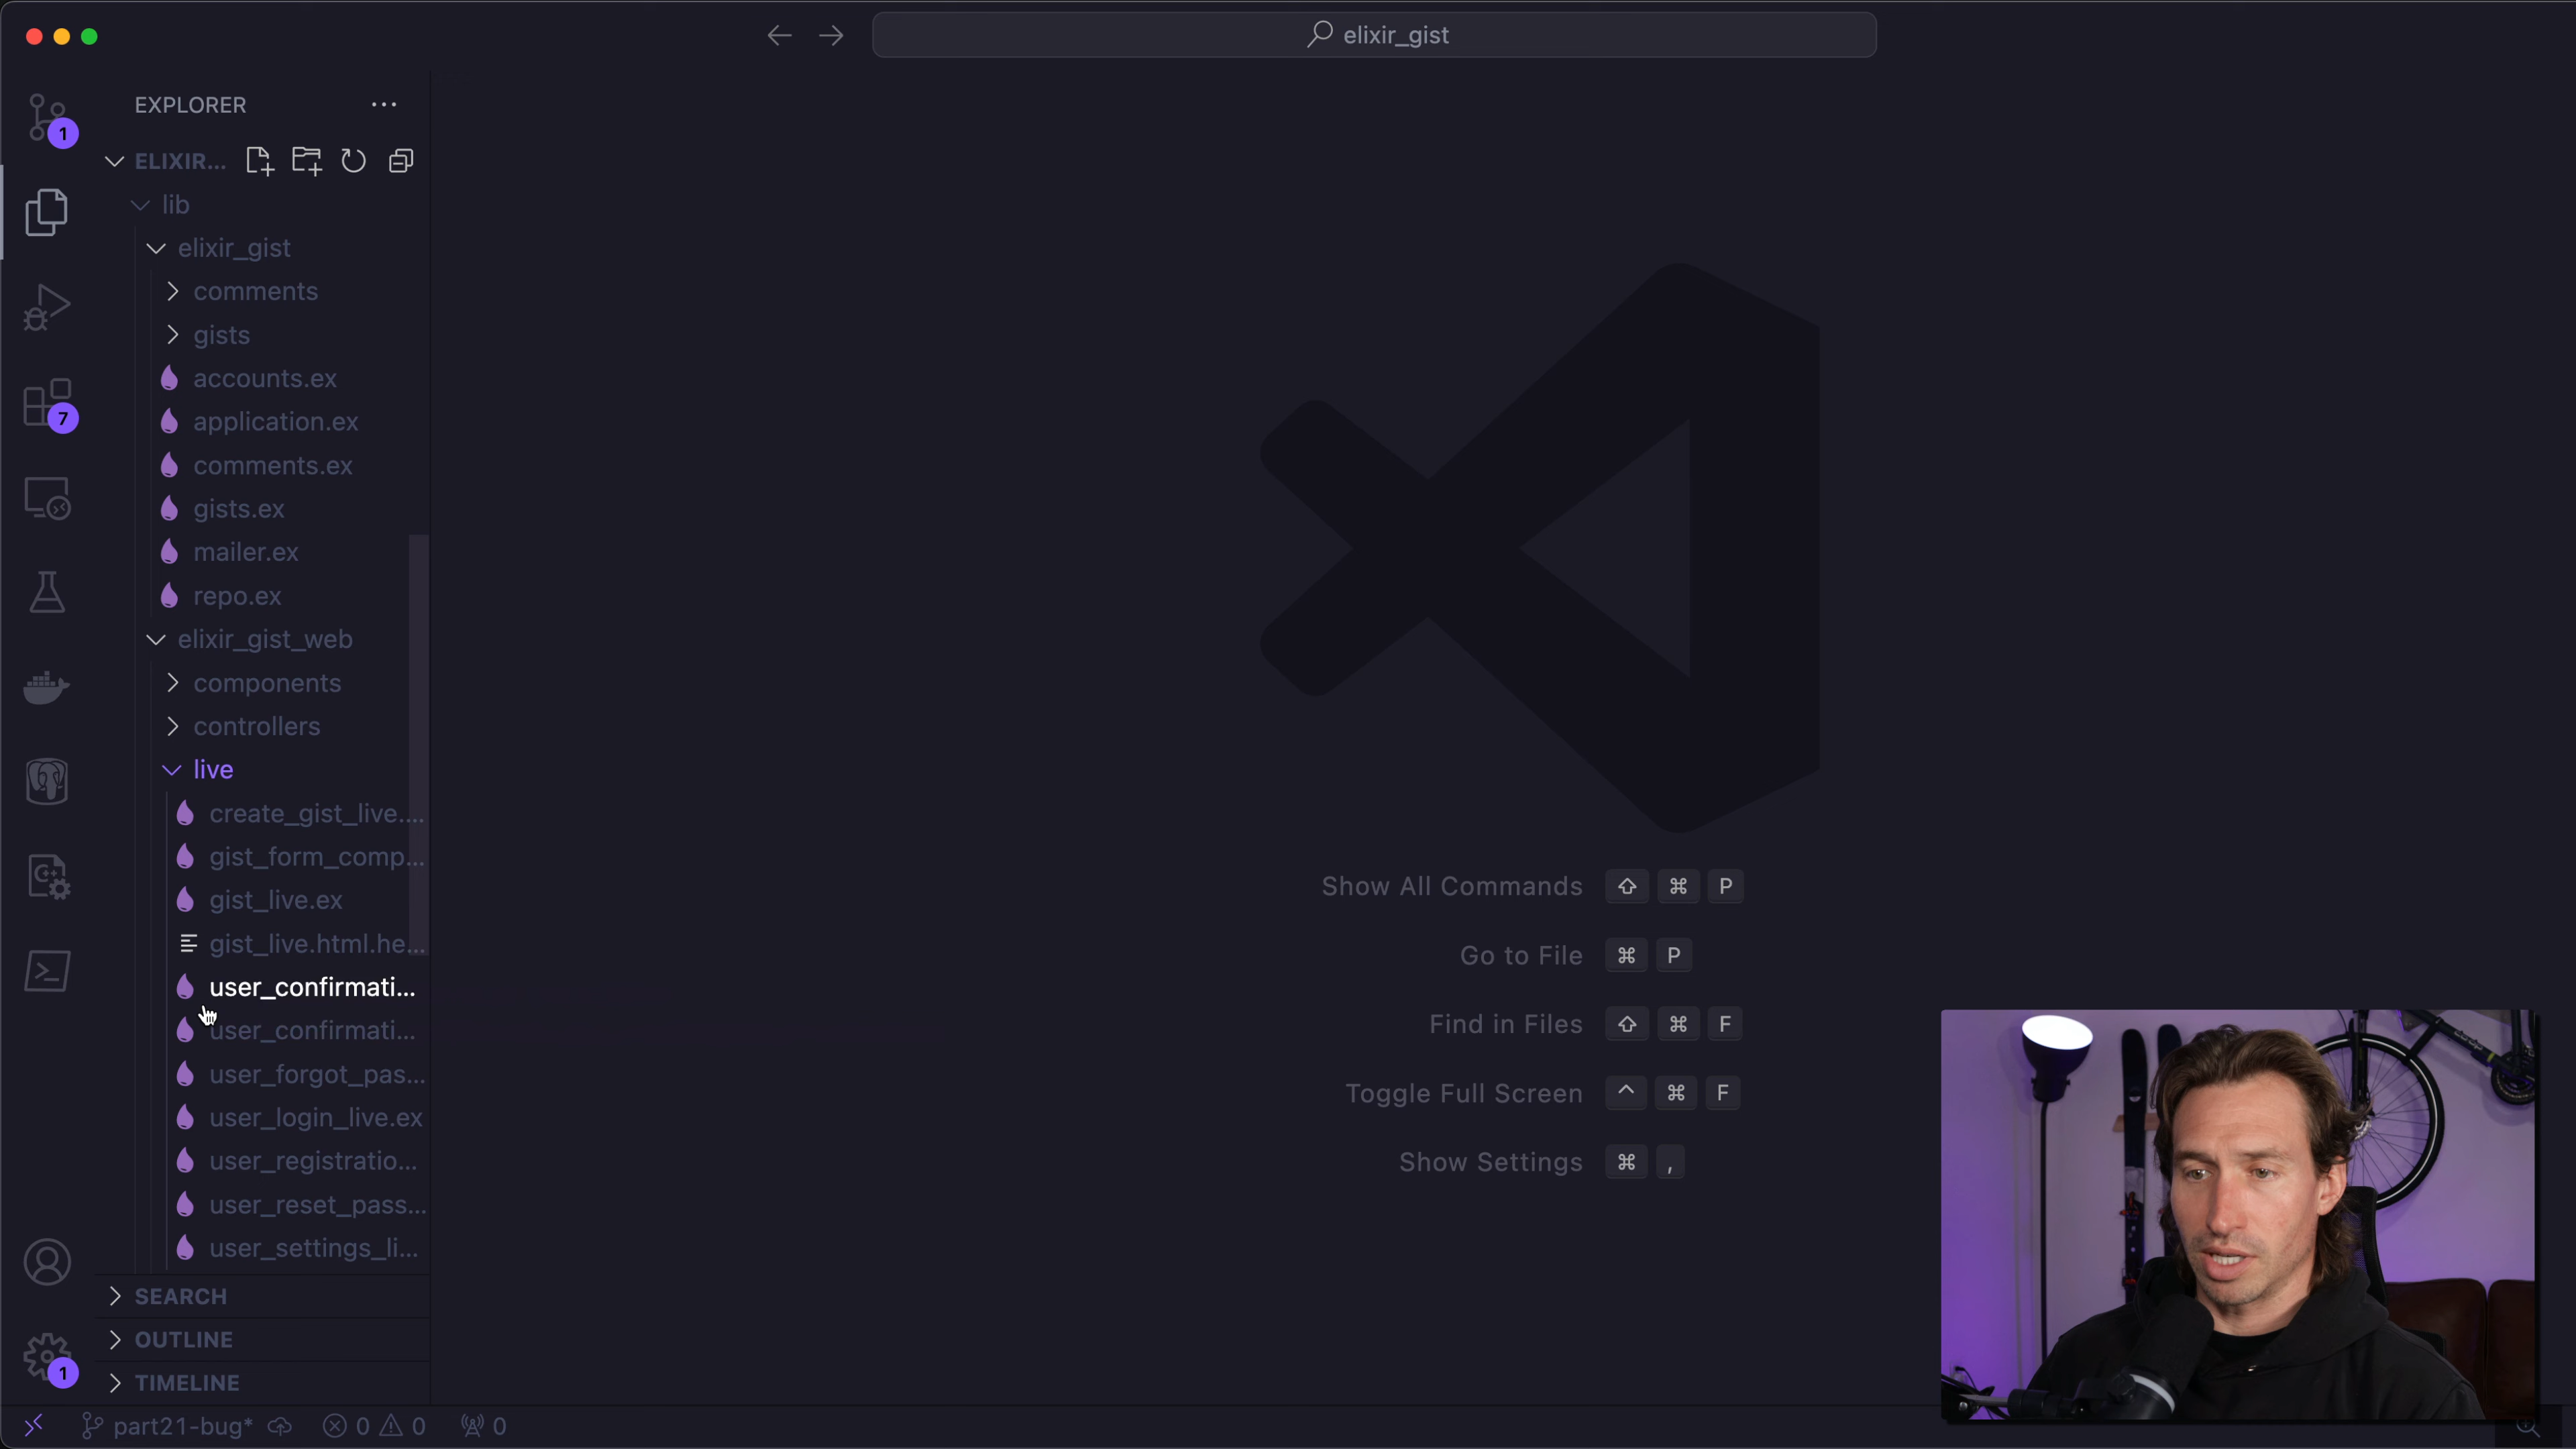 elixir_gist
EXPLORER
ELIXIR...
lib
elixir_gist
comments
gists
accounts.ex
application.ex
comments.ex
gists.ex
mailer.ex
repo.ex
elixir_gist_web
components
controllers
live
create_gist_live....
gist_form_comp...
gist_live.ex
gist_live.html.he...
user_confirmati...
user_confirmati...
user_forgot_pas...
user_login_live.ex
user_registratio...
user_reset_pass...
user_settings_li...
SEARCH
OUTLINE
TIMELINE
1
7
1
Show All Commands ⇧ ⌘ P
Go to File ⌘ P
Find in Files ⇧ ⌘ F
Toggle Full Screen ^ ⌘ F
Show Settings ⌘ ,
part21-bug* 0 0 0